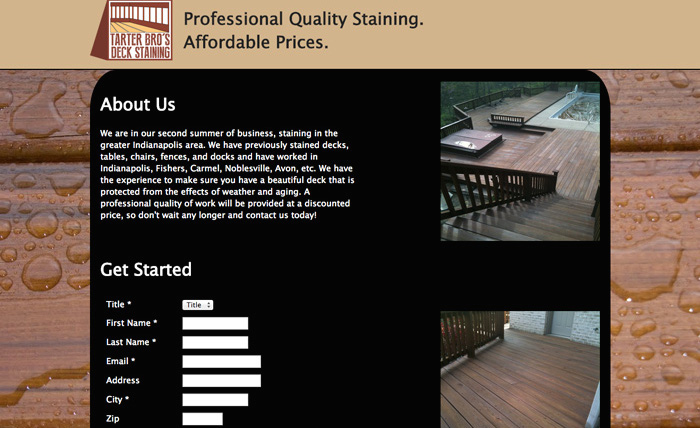 TARTER BRO'S
DECK STAINING
Professional Quality Staining.
Affordable Prices.
About Us
We are in our second summer of business, staining in the
greater Indianapolis area. We have previously stained decks,
tables, chairs, fences, and docks and have worked in
Indianapolis, Fishers, Carmel, Noblesville, Avon, etc. We have
the experience to make sure you have a beautiful deck that is
protected from the effects of weather and aging. A
professional quality of work will be provided at a discounted
price, so don't wait any longer and contact us today!
Get Started
Title * Title
First Name *
Last Name *
Email *
Address
City *
Zip